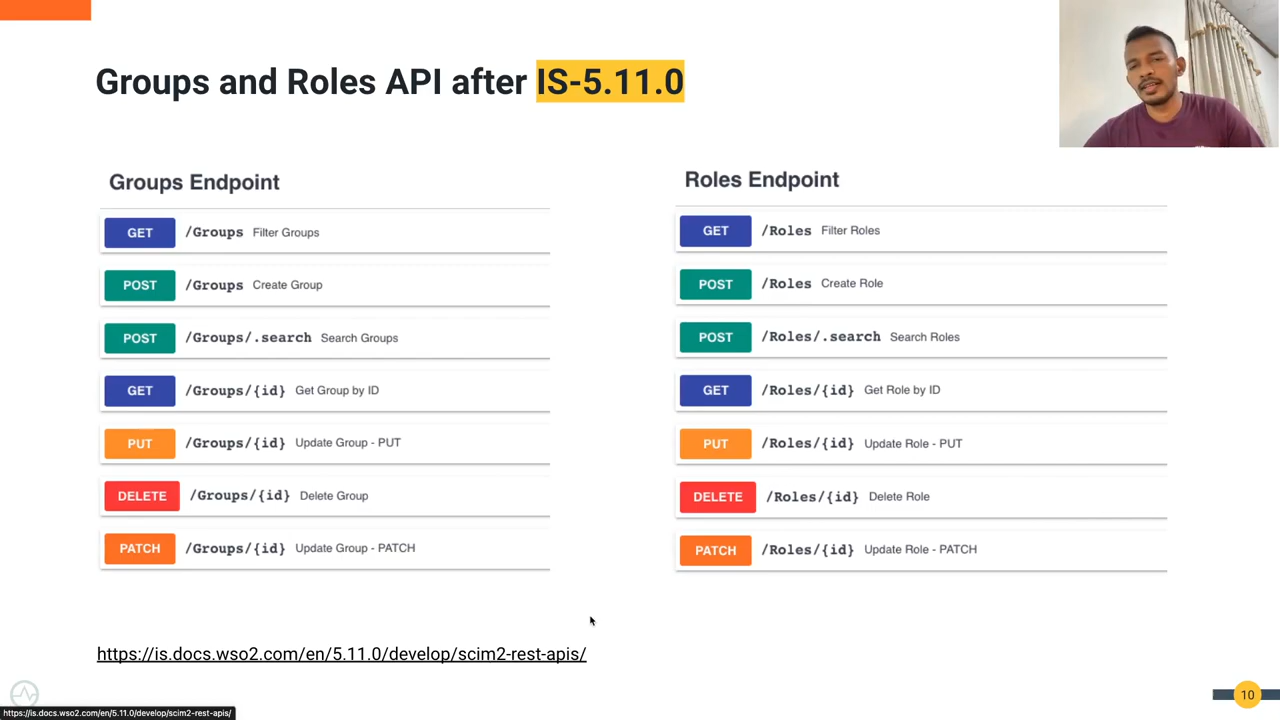 Groups and Roles API after IS-5.11.0
Groups Endpoint
GET /Groups Filter Groups
POST /Groups Create Group
POST /Groups/.search Search Groups
GET /Groups/{id} Get Group by ID
PUT /Groups/{id} Update Group - PUT
DELETE /Groups/{id} Delete Group
PATCH /Groups/{id} Update Group - PATCH
Roles Endpoint
GET /Roles Filter Roles
POST /Roles Create Role
POST /Roles/.search Search Roles
GET /Roles/{id} Get Role by ID
PUT /Roles/{id} Update Role - PUT
DELETE /Roles/{id} Delete Role
PATCH /Roles/{id} Update Role - PATCH
https://is.docs.wso2.com/en/5.11.0/develop/scim2-rest-apis/
10
https://is.docs.wso2.com/en/5.11.0/develop/scim2-rest-apis/